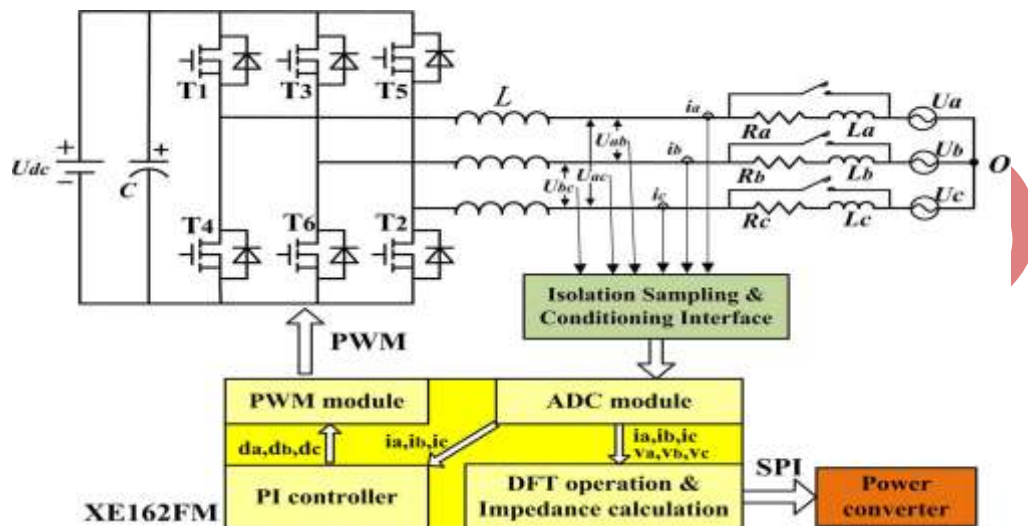 T1
T3
T5
L
ia
Ra
La
Ua
Uab
ib
Udc
C
Uac
Ubc
Rb
Lb
Ub
O
ic
Rc
Lc
Uc
T4
T6
T2
Isolation Sampling &
Conditioning Interface
PWM
PWM module
ADC module
da,db,dc
ia,ib,ic
ia,ib,ic
va,vb,vc
SPI
PI controller
DFT operation &
Impedance calculation
Power
converter
XE162FM